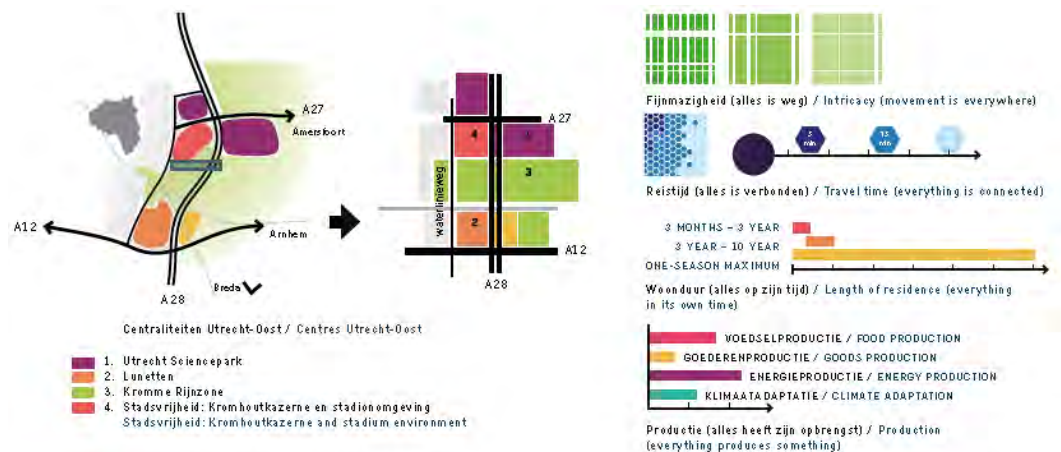 A27
Amersfoort
A12
Arnhem
Breda
A28
waterlinieweg
4
A27
3
2
A12
A28
Centraliteiten Utrecht-Oost / Centres Utrecht-Oost
1. Utrecht Sciencepark
2. Lunetten
3. Kromme Rijnzone
4. Stadsvrijheid: Kromhoutkazerne en stadionomgeving
Stadsvrijheid: Kromhoutkazerne and stadium environment
Fijnmazigheid (alles is weg) / Intricacy (movement is everywhere)
5 min
15 min
Reistijd (alles is verbonden) / Travel time (everything is connected)
3 MONTHS – 3 YEAR
3 YEAR – 10 YEAR
ONE-SEASON MAXIMUM
Woonduur (alles op zijn tijd) / Length of residence (everything
in its own time)
VOEDSELPRODUCTIE / FOOD PRODUCTION
GOEDERENPRODUCTIE / GOODS PRODUCTION
ENERGIEPRODUCTIE / ENERGY PRODUCTION
KLIMAATADAPTATIE / CLIMATE ADAPTATION
Productie (alles heeft zijn opbrengst) / Production
(everything produces something)